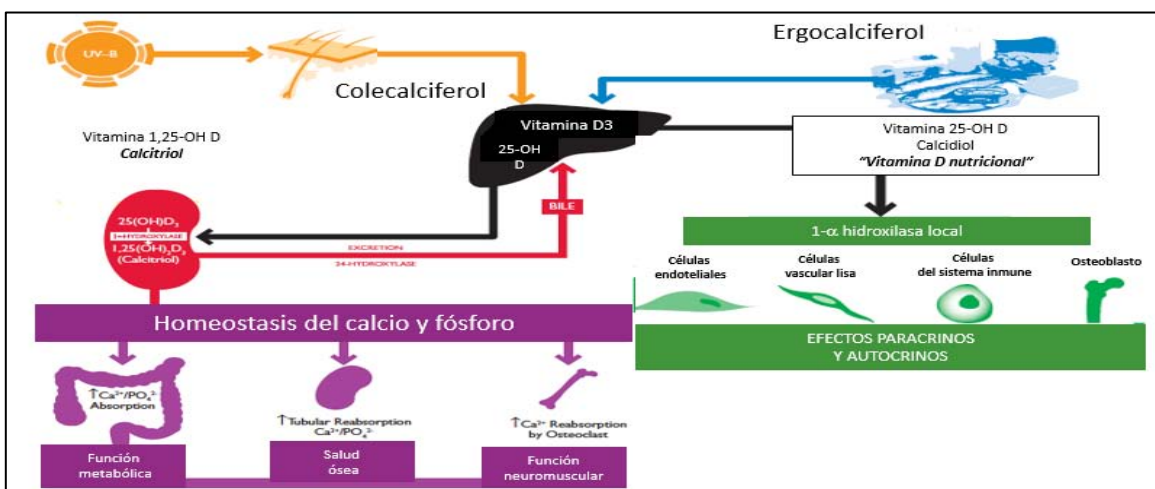 UV-B
Colecalciferol
Ergocalciferol
Vitamina D3
25-OH
D
Vitamina 1,25-OH D
Calcitriol
Vitamina 25-OH D
Calcidiol
“Vitamina D nutricional”
25(OH)D₃
1,25(OH)₂D₃
(Calcitriol)
BILE
EXCRETION
24-HYDROXYLASE
1-α hidroxilasa local
Células
endoteliales
Células
vascular lisa
Células
del sistema inmune
Osteoblasto
EFECTOS PARACRINOS
Y AUTOCRINOS
Homeostasis del calcio y fósforo
↑Ca²⁺/PO₄²⁻
Absorption
↑Tubular Reabsorption
Ca²⁺/PO₄²⁻
↑Ca²⁺ Reabsorption
by Osteoclast
Función
metabólica
Salud
ósea
Función
neuromuscular